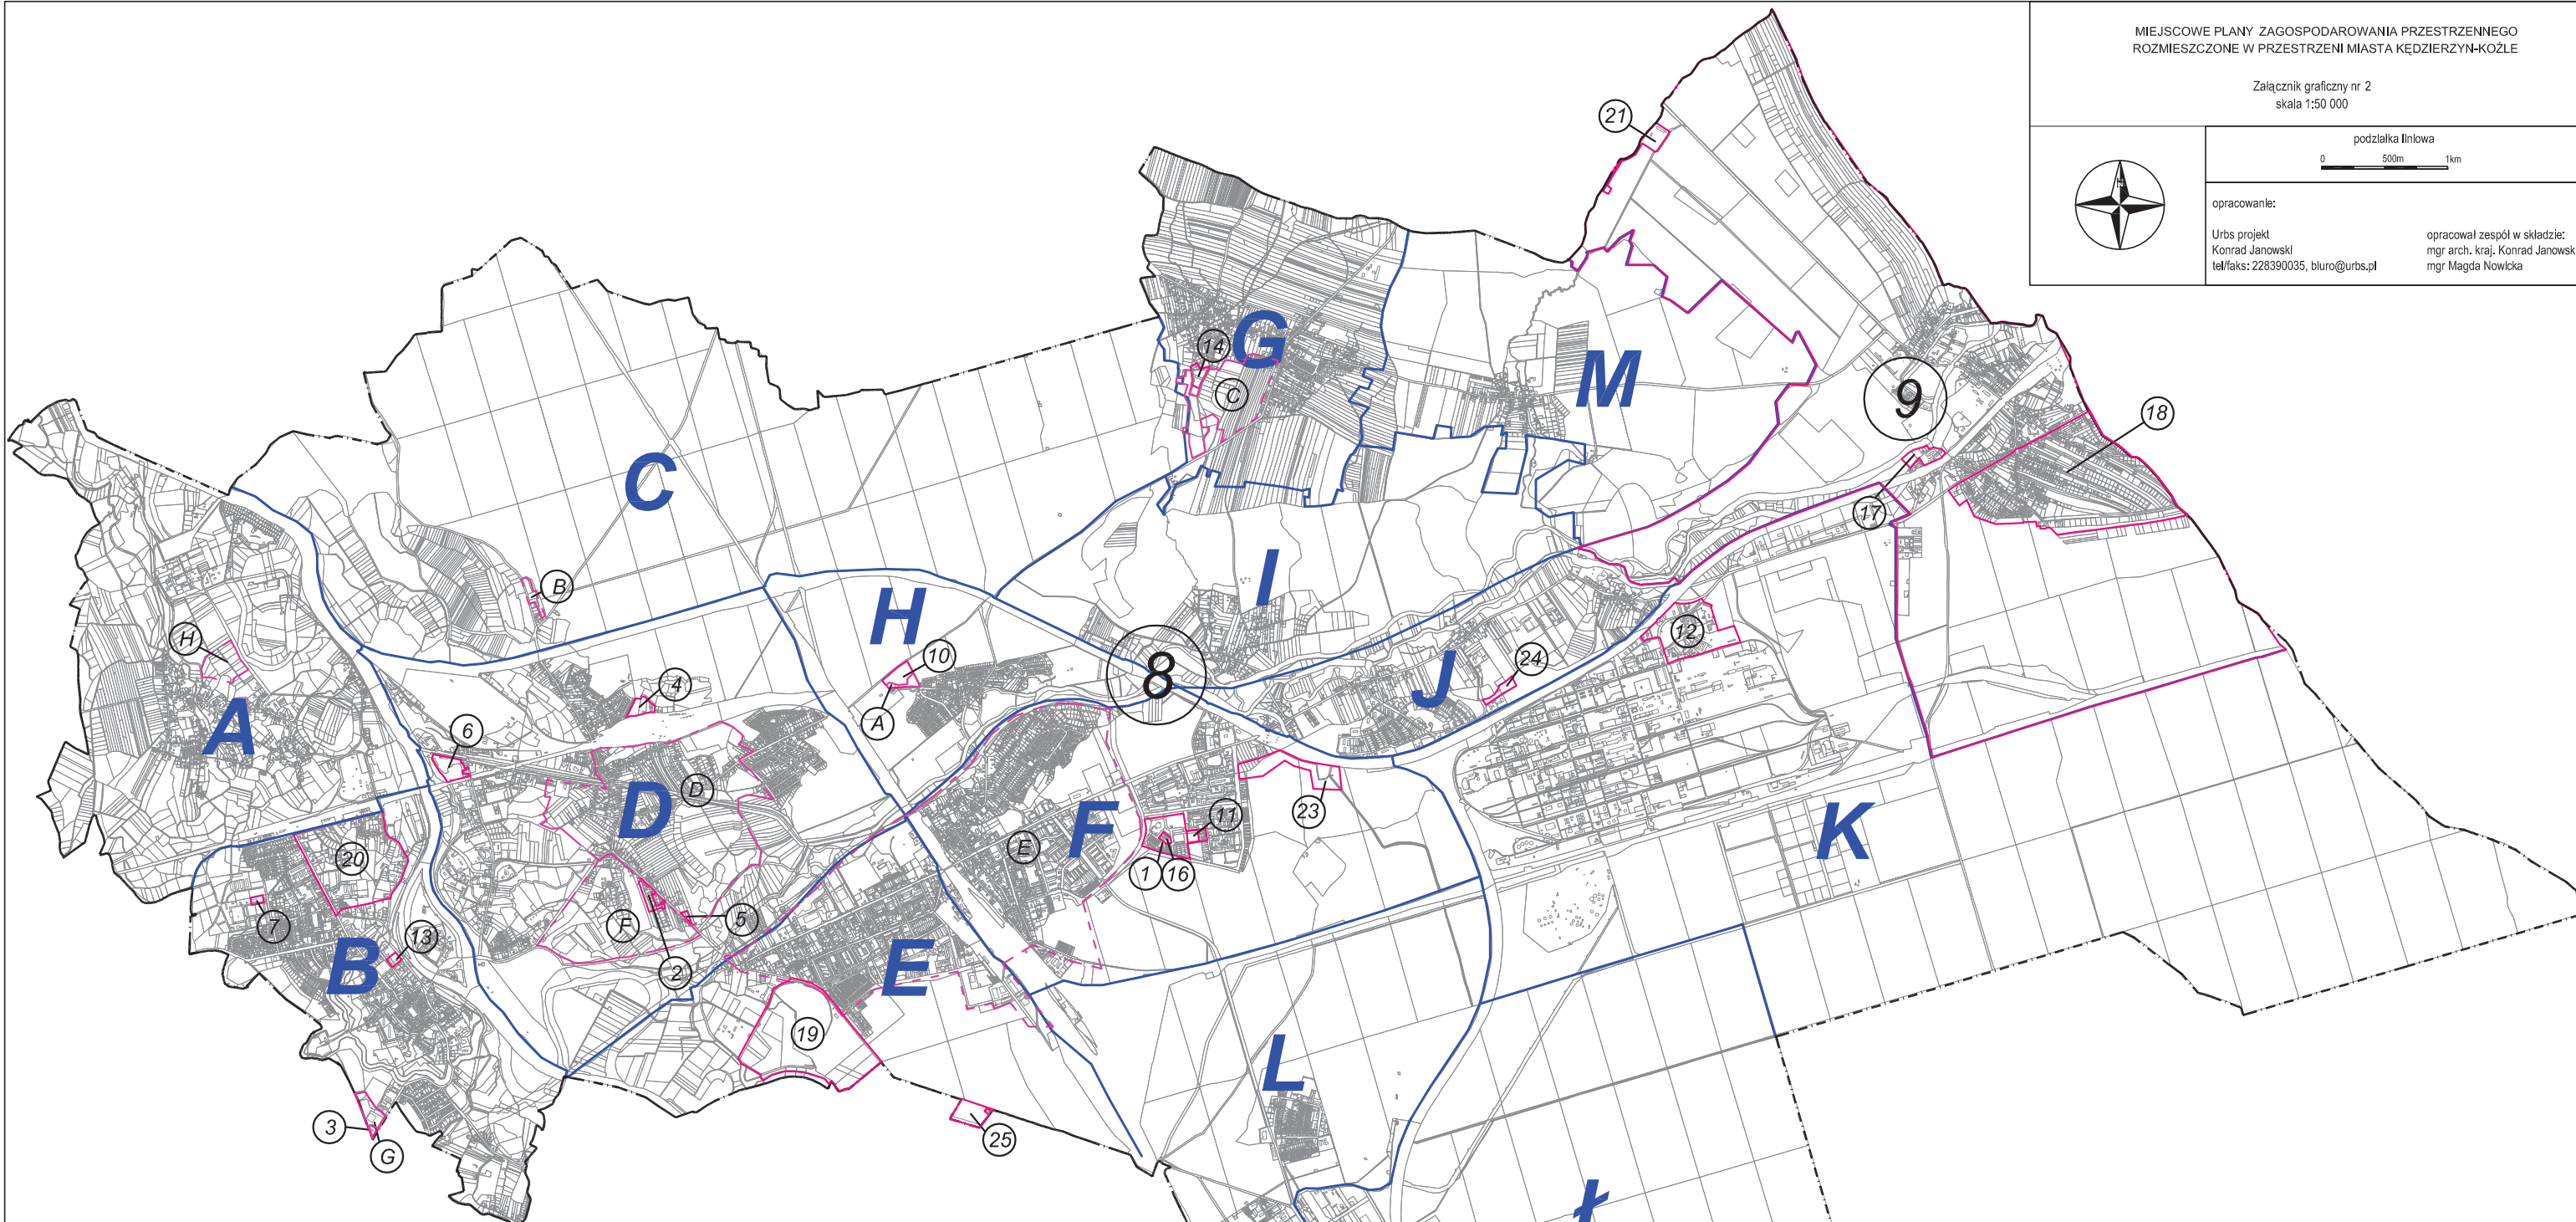 MIEJSCOWE PLANY ZAGOSPODAROWANIA PRZESTRZENNEGO
ROZMIESZCZONE W PRZESTRZENI MIASTA KĘDZIERZYN-KOŹLE
Załącznik graficzny nr 2
skala 1:50 000
podziałka liniowa
0 500m 1km
N
opracowanie:
Urbs projekt
Konrad Janowski
tel/faks: 228390035, biuro@urbs.pl
opracował zespół w składzie:
mgr arch. kraj. Konrad Janowsk
mgr Magda Nowicka
21
G
14
C
M
9
18
17
C
B
H
I
H
10
A
8
J
24
12
4
A
6
D
D
F
E
11
23
1
16
K
20
7
B
13
F
2
5
E
19
L
25
3
G
Ł